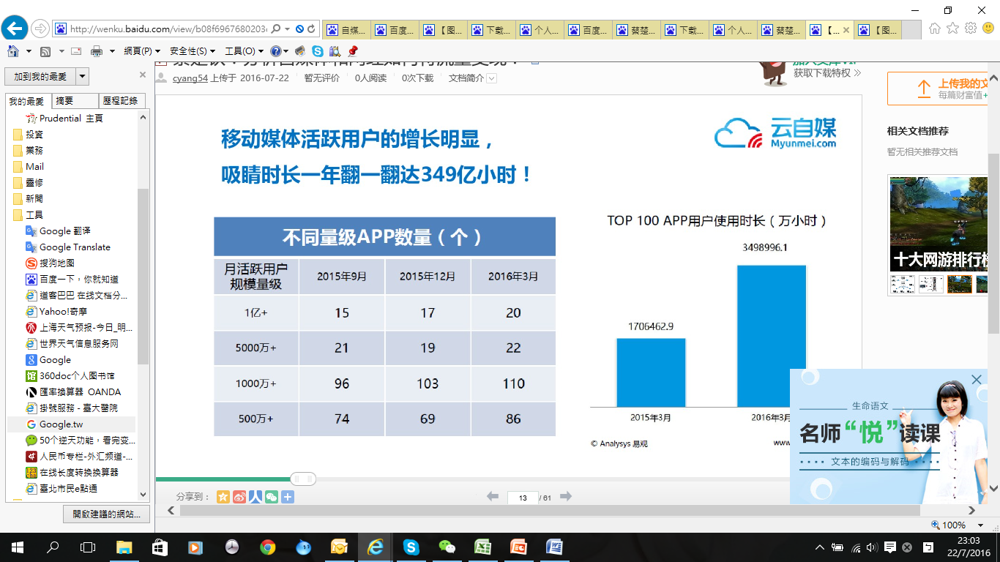 http://wenku.baidu.com/view/b08f6967680203
自媒...
百度...
【图...
下載...
个人...
百度...
蔡楚...
下載...
个人...
蔡楚...
【...
【图...
網頁(P)
安全性(S)
工具(O)
加到我的最愛
我的最愛
摘要
歷程記錄
Prudential 主頁
投資
業務
Mail
靈修
新聞
工具
Google 翻译
Google Translate
搜狗地图
百度一下，你就知道
道客巴巴 在线文档分...
Yahoo!奇摩
上海天气预报-今日_明...
世界天气信息服务网
Google
360doc个人图书馆
匯率換算器 OANDA
掛號服務 - 臺大醫院
Google.tw
50个逆天功能，看完变...
人民币专栏-外汇频道-...
在线长度转换换算器
臺北市民e點通
開啟建議的網站...
cyang54 上传于 2016-07-22
暂无评价
0人阅读
0次下载
文档简介
获取下载特权
上传我的文
每篇财富值+
移动媒体活跃用户的增长明显，
吸睛时长一年翻一翻达349亿小时！
云自媒
Myunmei.com
不同量级APP数量（个）
月活跃用户
规模量级
2015年9月
2015年12月
2016年3月
1亿+
15
17
20
5000万+
21
19
22
1000万+
96
103
110
500万+
74
69
86
TOP 100 APP用户使用时长（万小时）
3498996.1
1706462.9
2015年3月
2016年3月
© Analysys 易观
www
相关文档推荐
暂无相关推荐文档
十大网游排行榜
生命语文
名师“悦”读课
文本的编码与解码
分享到：
13 / 61
100%
23:03
22/7/2016